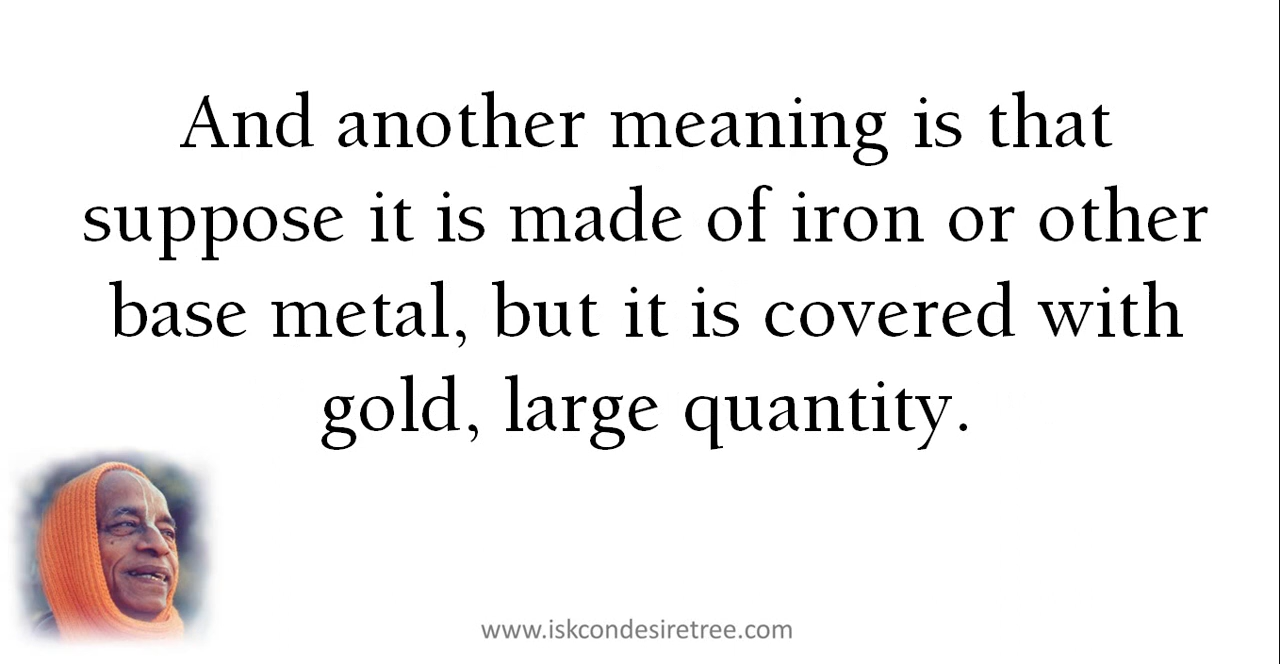 And another meaning is that
suppose it is made of iron or other
base metal, but it is covered with
gold, large quantity.
www.iskcondesiretree.com